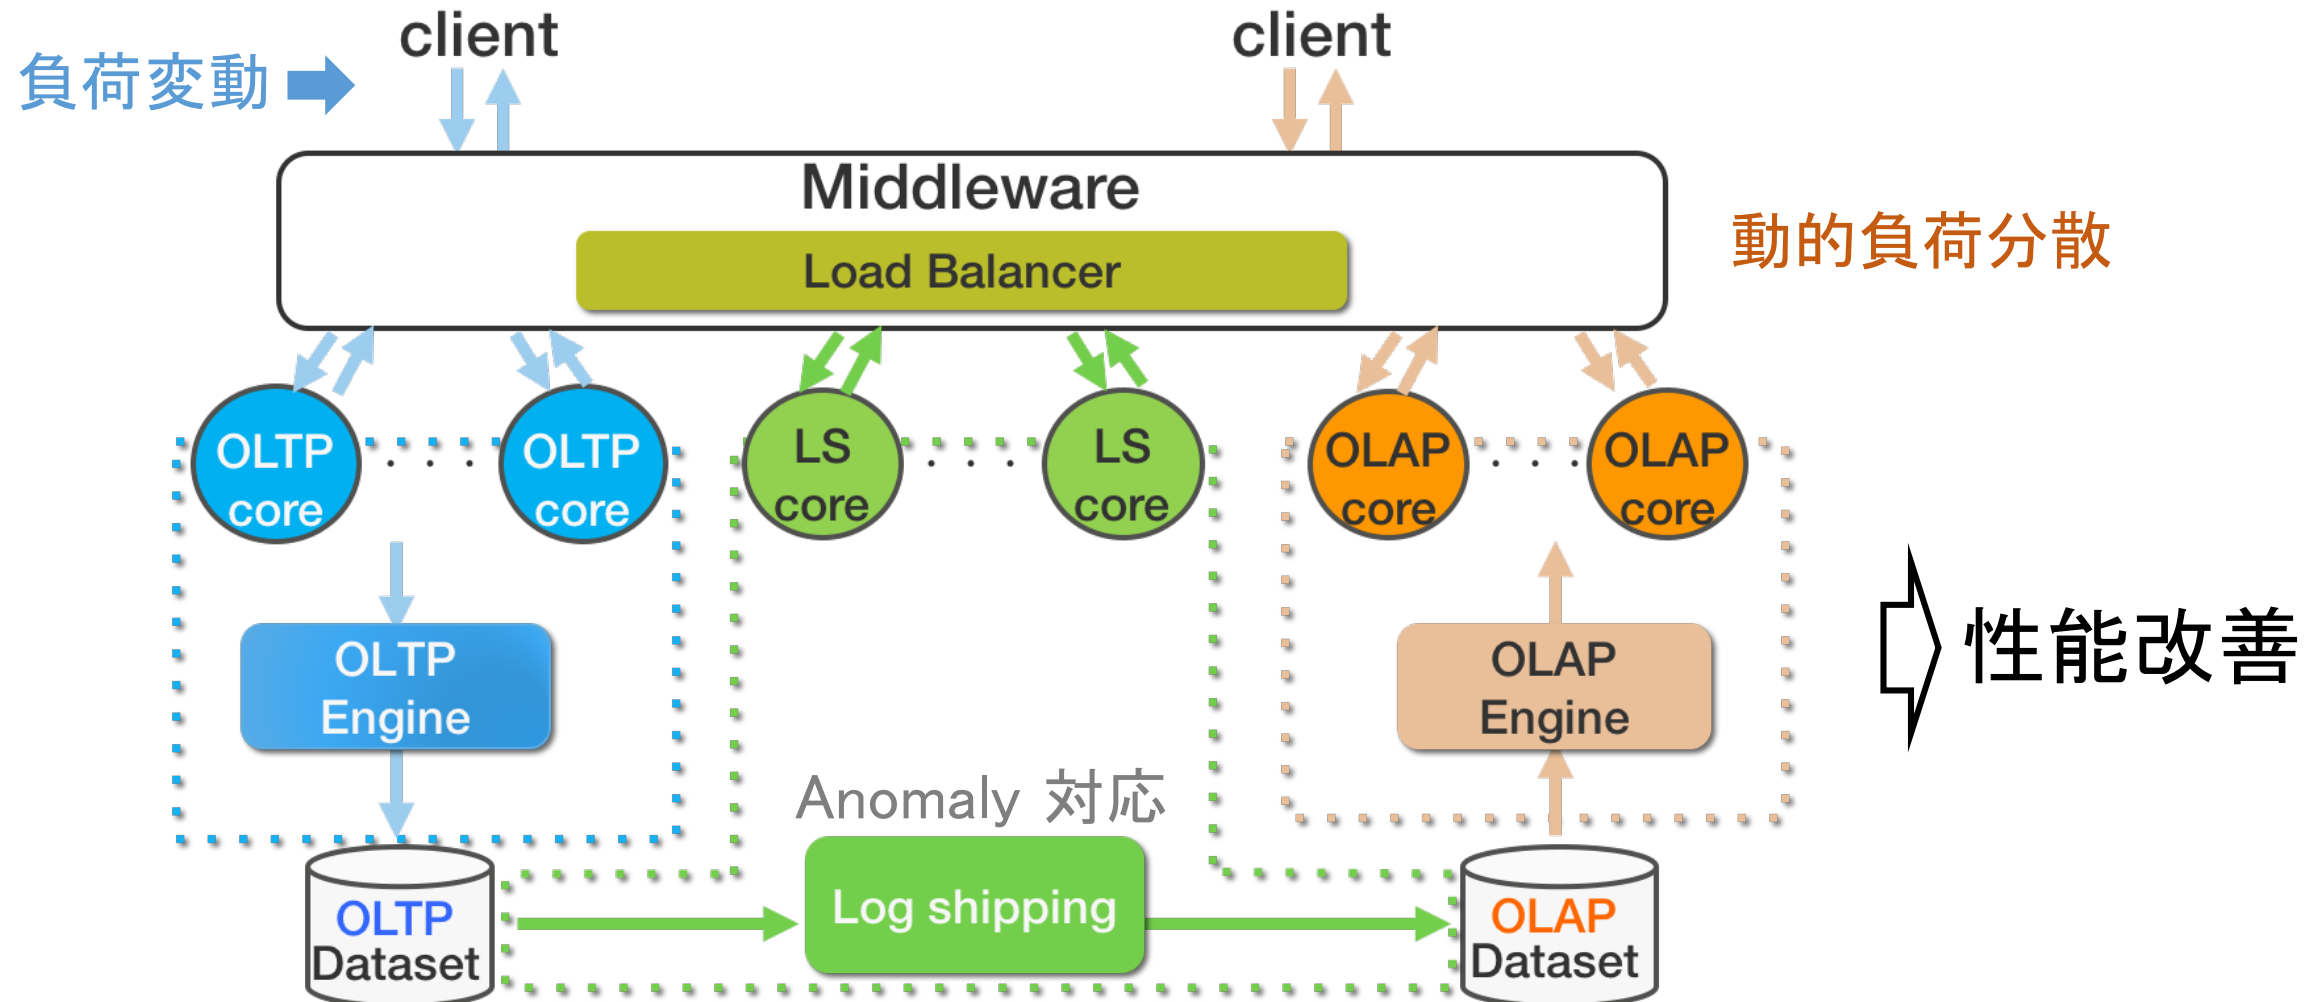 client
client
負荷変動
Middleware
Load Balancer
動的負荷分散
OLTP
core
. . .
OLTP
core
LS
core
. . .
LS
core
OLAP
core
. . .
OLAP
core
OLTP
Engine
OLAP
Engine
性能改善
Anomaly 対応
Log shipping
OLTP
Dataset
OLAP
Dataset